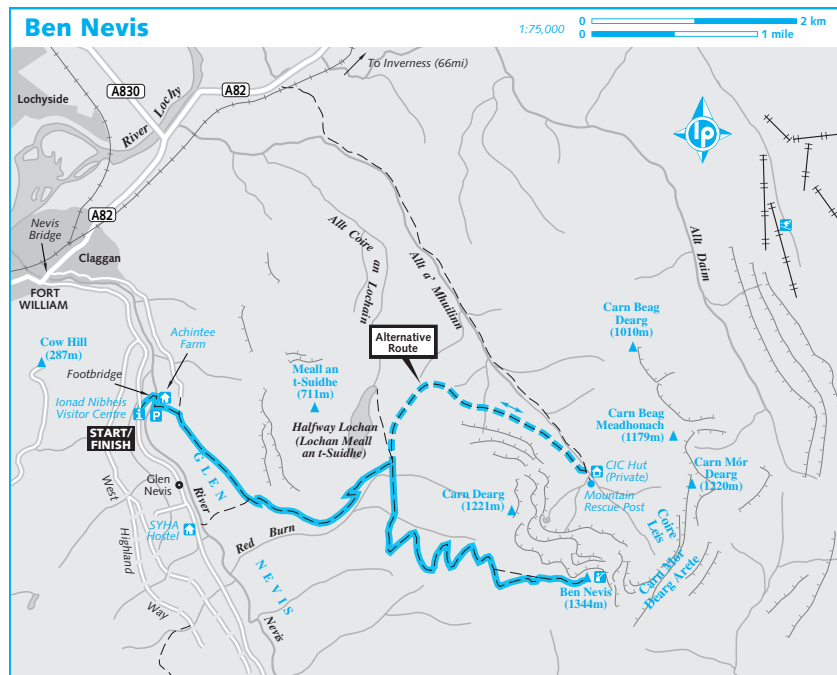 Ben Nevis
1:75,000
0
2 km
0
1 mile
To Inverness (66mi)
A830
A82
Lochyside
River Lochy
A82
Nevis
Bridge
Claggan
FORT
WILLIAM
Allt Coire
an
Lochain
Allt a' Mhuilinn
Allt Daim
Cow Hill
(287m)
Achintee
Farm
Footbridge
Ionad Nibheis
Visitor Centre
P
START/
FINISH
Meall an
t-Suidhe
(711m)
Alternative
Route
Halfway Lochan
(Lochan Meall
an t-Suidhe)
Carn Beag
Dearg
(1010m)
Carn Beag
Meadhonach
(1179m)
Carn Mór
Dearg
(1220m)
CIC Hut
(Private)
Mountain
Rescue Post
Carn Dearg
(1221m)
Coire
Leis
Carn Mór
Dearg Arete
Ben Nevis
(1344m)
GLEN
NEVIS
Glen
Nevis
River
Nevis
SYHA
Hostel
Red Burn
West
Highland
Way
lp